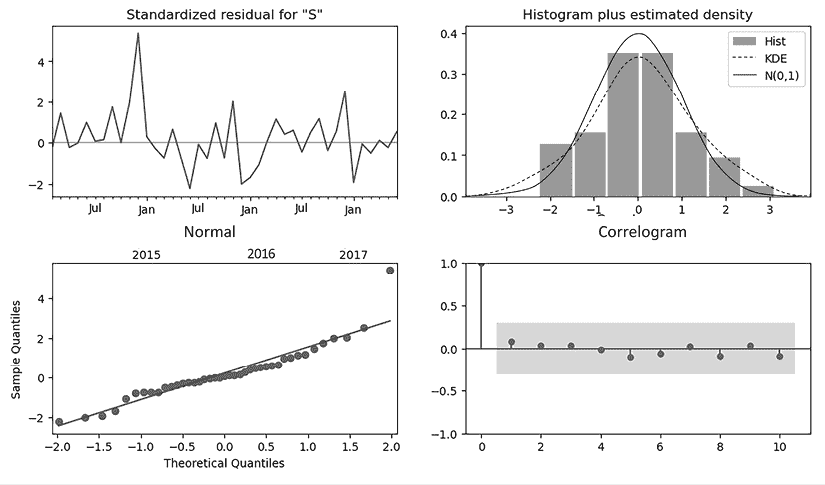 Standardized residual for "S"
4
2
0
−2
Jul
Jan
Jul
Jan
Jul
Jan
2015
2016
2017
Histogram plus estimated density
Hist
KDE
N(0,1)
0.4
0.3
0.2
0.1
0.0
−3
−2
−1
0
1
2
3
Normal
Sample Quantiles
4
2
0
−2
−2.0
−1.5
−1.0
−0.5
0.0
0.5
1.0
1.5
2.0
Theoretical Quantiles
Correlogram
1.0
0.5
0.0
−0.5
−1.0
0
2
4
6
8
10